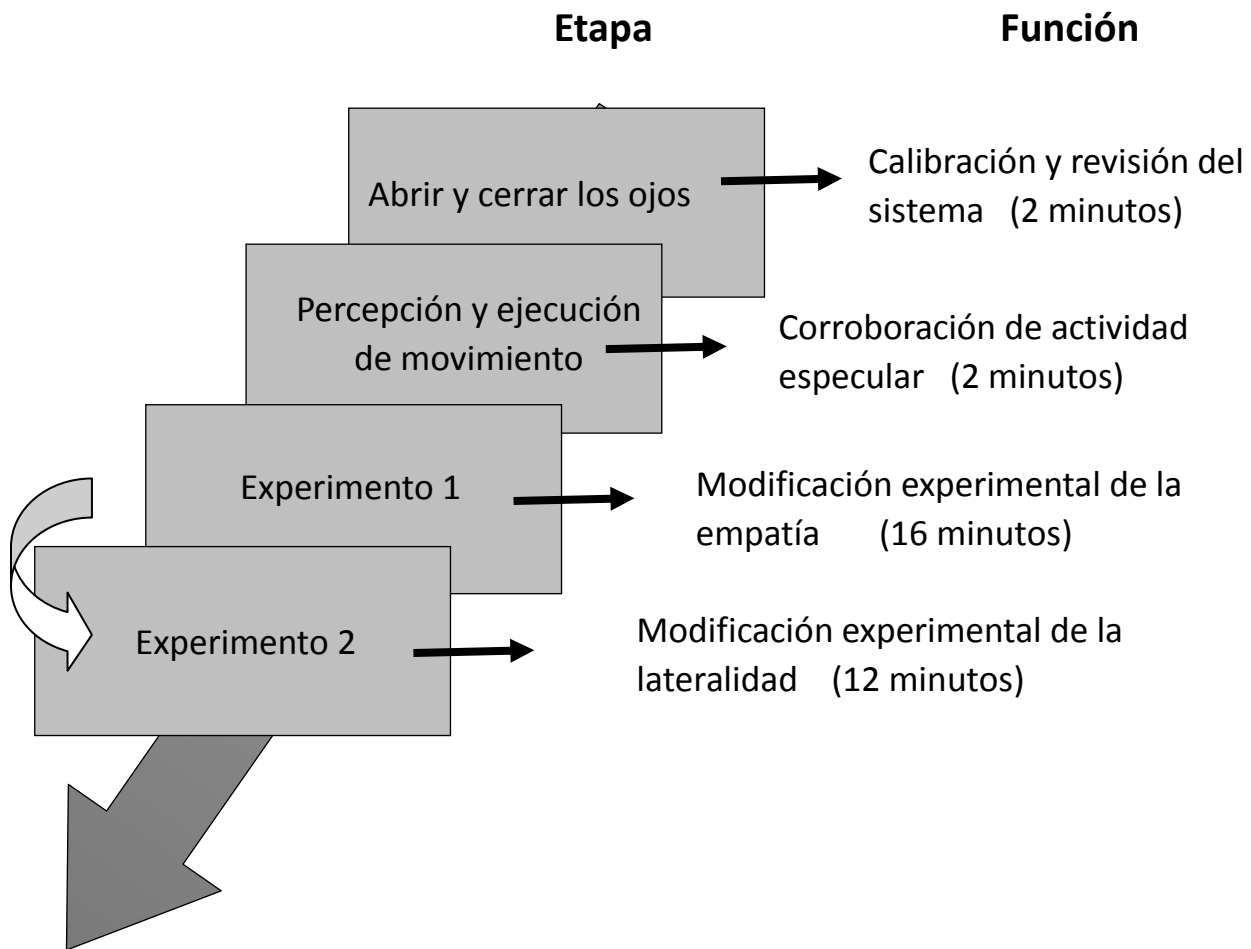 Etapa Función
Abrir y cerrar los ojos
Calibración y revisión del
sistema (2 minutos)
Percepción y ejecución
de movimiento
Corroboración de actividad
especular (2 minutos)
Experimento 1
Modificación experimental de la
empatía (16 minutos)
Experimento 2
Modificación experimental de la
lateralidad (12 minutos)